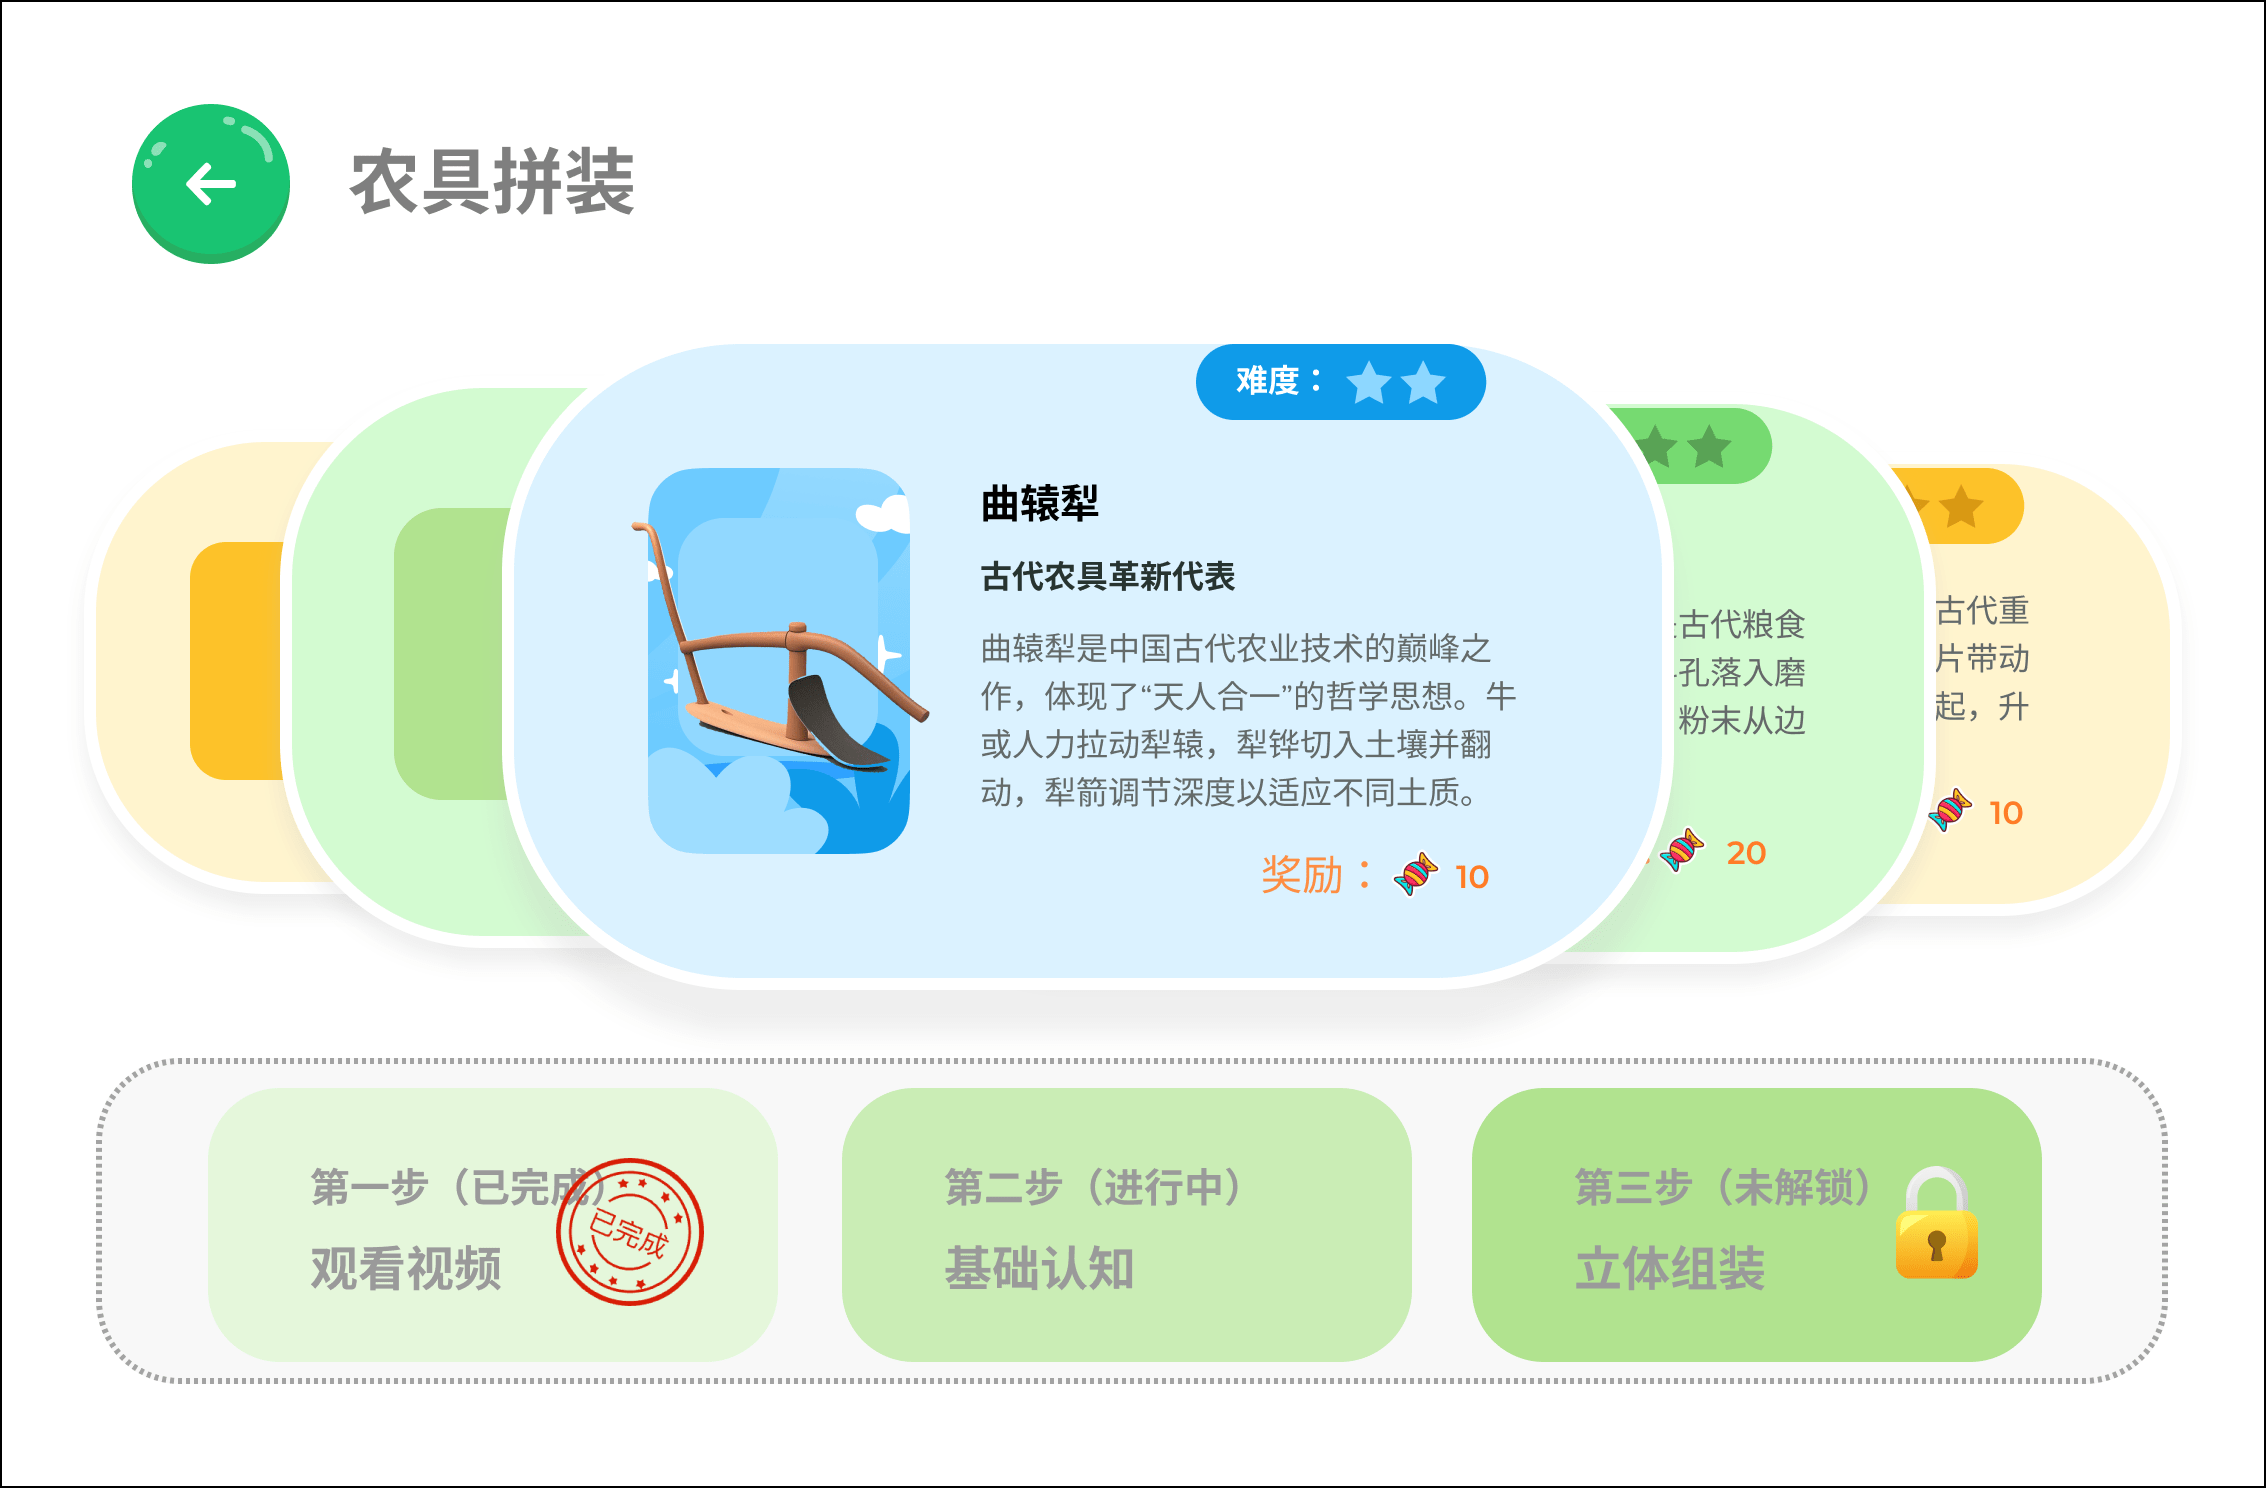 农具拼装
难度：
曲辕犁
古代农具革新代表
曲辕犁是中国古代农业技术的巅峰之
作，体现了“天人合一”的哲学思想。牛
或人力拉动犁辕，犁铧切入土壤并翻
动，犁箭调节深度以适应不同土质。
奖励：
10
古代粮食
孔落入磨
粉末从边
20
古代重
片带动
起，升
10
第一步（已完成）
观看视频
已完成
第二步（进行中）
基础认知
第三步（未解锁）
立体组装